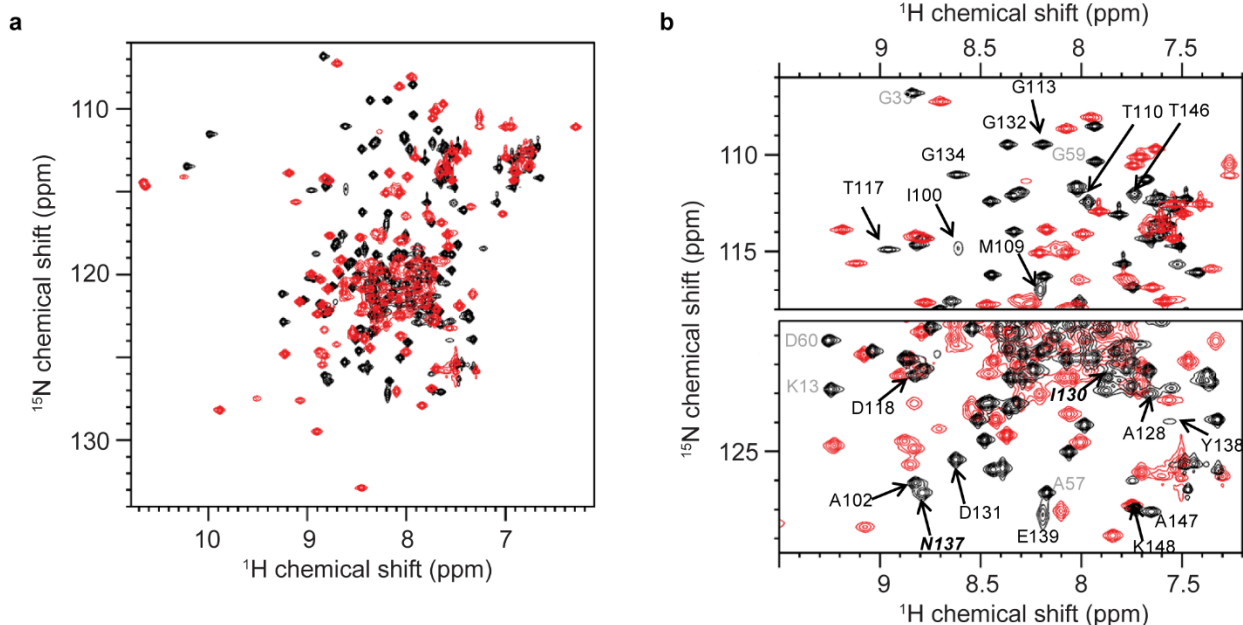 a
110
120
130
¹⁵N chemical shift (ppm)
10
9
8
7
¹H chemical shift (ppm)
b
¹H chemical shift (ppm)
9
8.5
8
7.5
G33
G113
G132
T110
T146
G59
G134
110
T117
I100
115
M109
¹⁵N chemical shift (ppm)
D60
K13
I130
D118
A128
Y138
125
A102
D131
A57
A147
N137
E139
K148
9
8.5
8
7.5
¹H chemical shift (ppm)